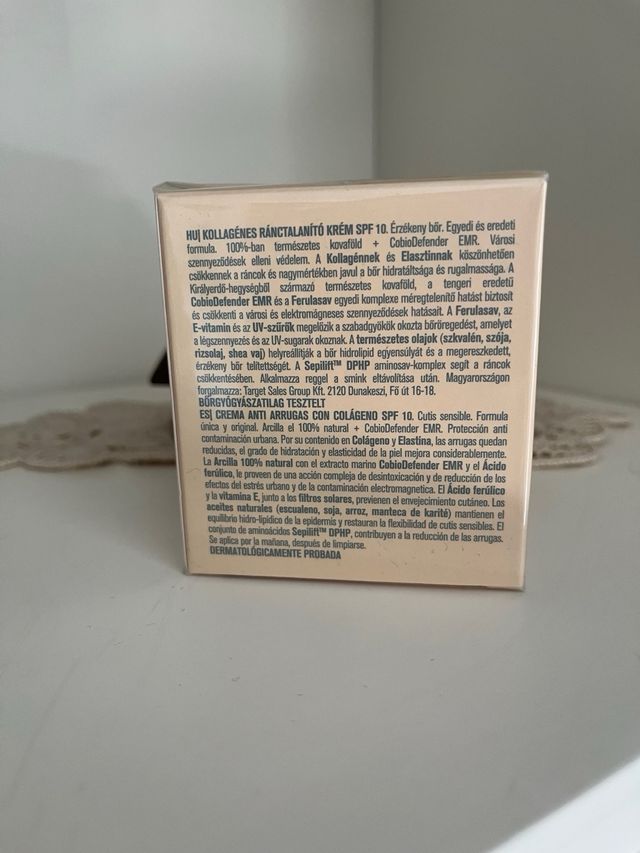 HU| KOLLAGÉNES RÁNCTALANÍTÓ KRÉM SPF 10. Érzékeny bőr. Egyedi és eredeti
formula. 100%-ban természetes kovaföld + CobioDefender EMR. Városi
szennyeződések elleni védelem. A Kollagénnek és Elasztinnak köszönhetően
csökkennek a ráncok és nagymértékben javul a bőr hidratáltsága és rugalmassága. A
Királyerdő-hegységből származó természetes kovaföld, a tengeri eredetű
CobioDefender EMR és a Ferulasav egyedi komplexe méregtelenítő hatást biztosít
és csökkenti a városi és elektromágneses szennyeződések hatásait. A Ferulasav, az
E-vitamin és az UV-szűrők megelőzik a szabadgyökök okozta bőröregedést, amelyet
a légszennyezés és az UV-sugarak okoznak. A természetes olajok (szkvalén, szója,
rizsolaj, shea vaj) helyreállítják a bőr hidrolipid egyensúlyát és a megereszkedett,
érzékeny bőr telítettségét. A Sepilift™ DPHP aminosav-komplex segít a ráncok
csökkentésében. Alkalmazza reggel a smink eltávolítása után. Magyarországon
forgalmazza: Target Sales Group Kft. 2120 Dunakeszi, Fő út 16-18.
BŐRGYÓGYÁSZATILAG TESZTELT
ES| CREMA ANTI ARRUGAS CON COLÁGENO SPF 10. Cutis sensible. Formula
única y original. Arcilla el 100% natural + CobioDefender EMR. Protección anti
contaminación urbana. Por su contenido en Colágeno y Elastina, las arrugas quedan
reducidas, el grado de hidratación y elasticidad de la piel mejora considerablemente.
La Arcilla 100% natural con el extracto marino CobioDefender EMR y el Ácido
ferúlico, le proveen de una acción compleja de desintoxicación y de reducción de los
efectos del estrés urbano y de la contaminación electromagnetica. El Ácido ferúlico
y la vitamina E, junto a los filtros solares, previenen el envejecimiento cutáneo. Los
aceites naturales (escualeno, soja, arroz, manteca de karité) mantienen el
equilibrio hidro-lipídico de la epidermis y restauran la flexibilidad de cutis sensibles. El
conjunto de aminoácidos Sepilift™ DPHP, contribuyen a la reducción de las arrugas.
Se aplica por la mañana, después de limpiarse.
DERMATOLÓGICAMENTE PROBADA